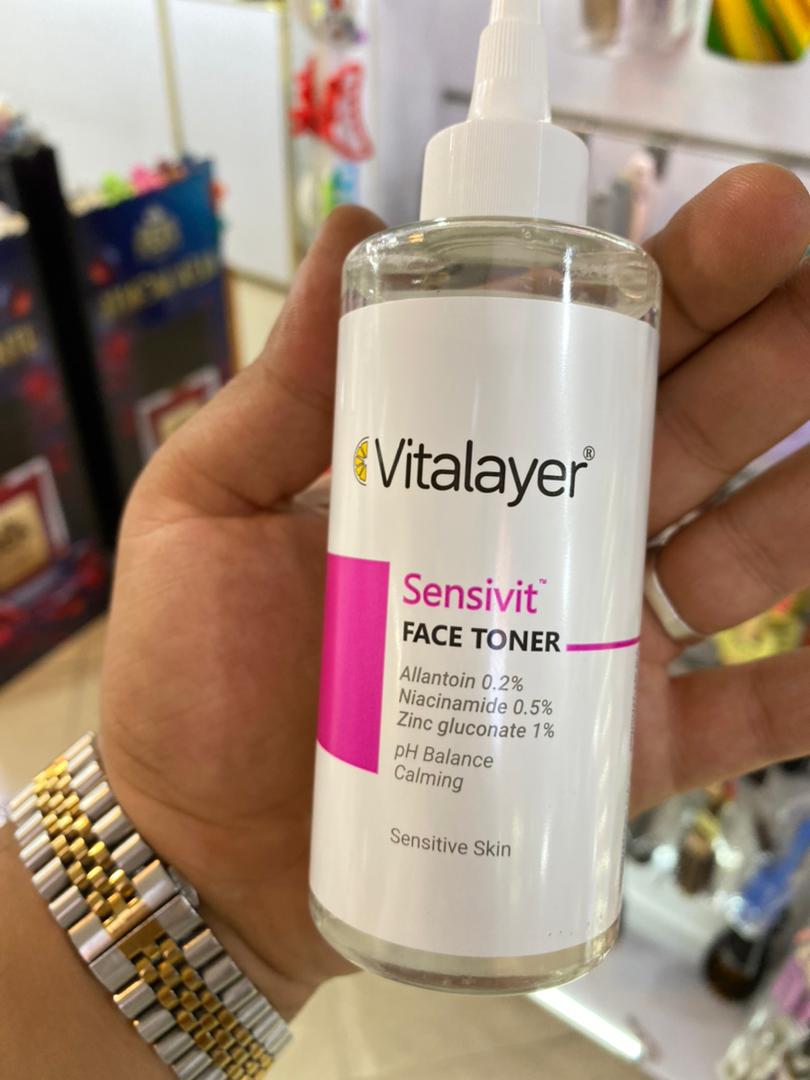 Vitalayer®
Sensivit™
FACE TONER
Allantoin 0.2%
Niacinamide 0.5%
Zinc gluconate 1%
pH Balance
Calming
Sensitive Skin